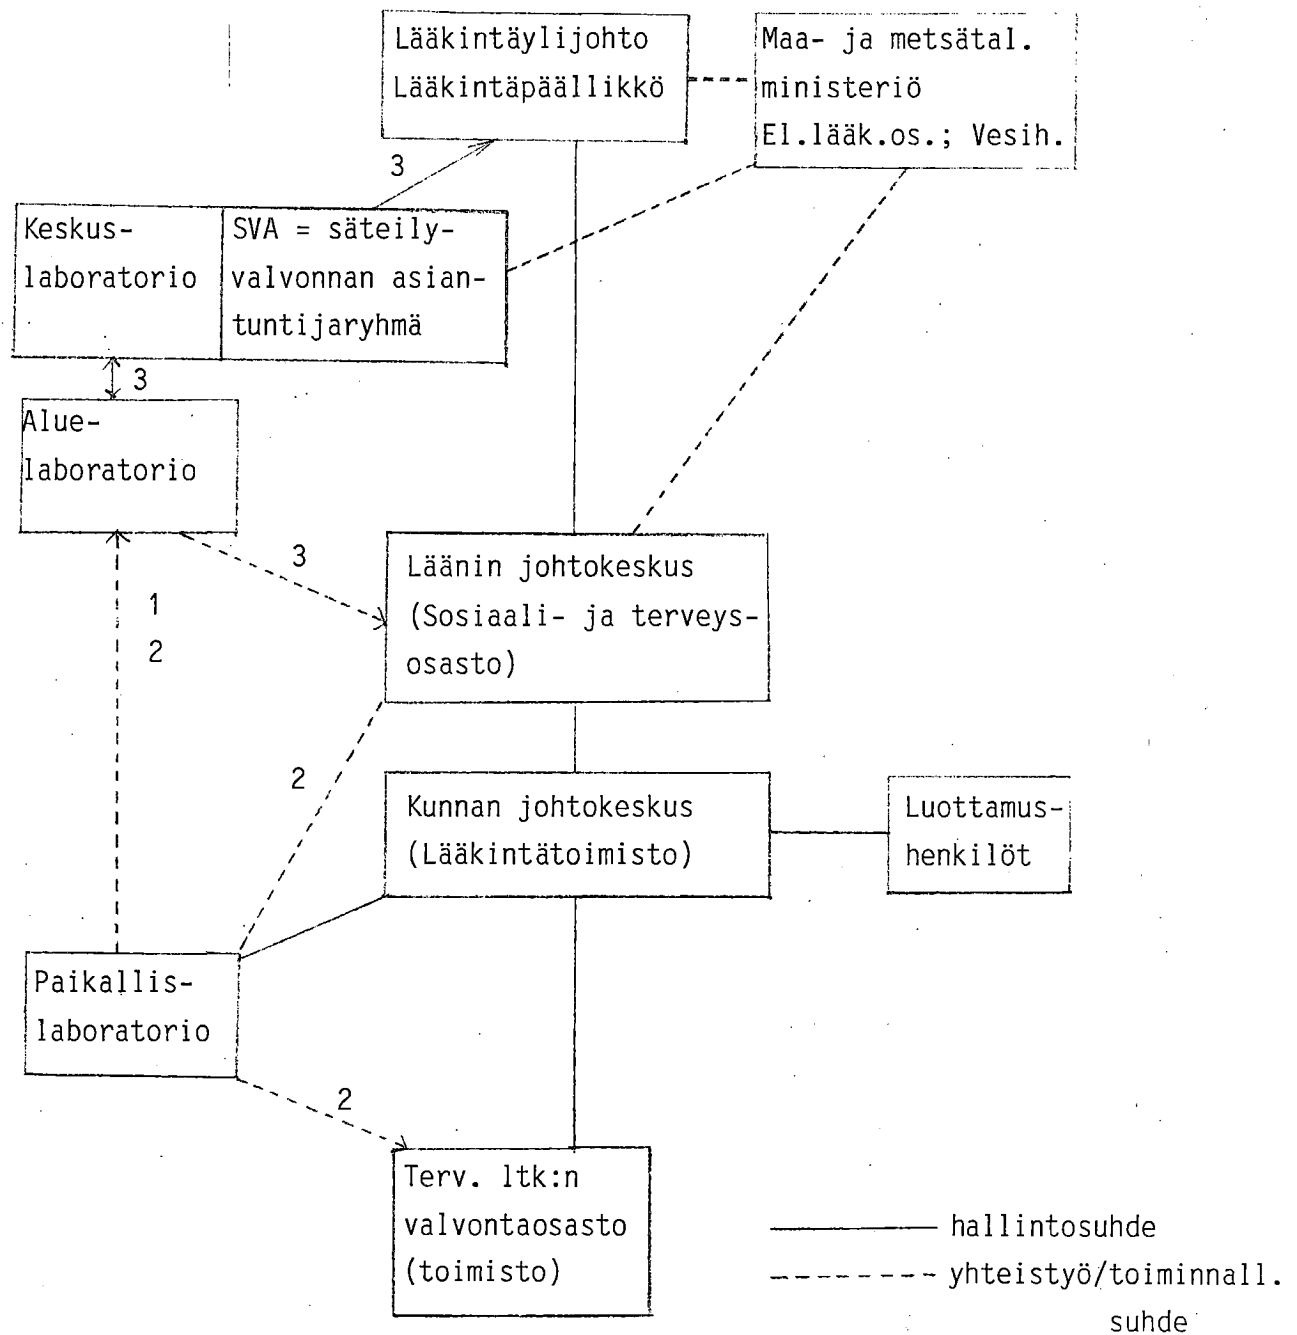 Lääkintäylijohto
Lääkintäpäällikkö
Maa- ja metsätal.
ministeriö
El.lääk.os.; Vesih.
3
Keskus-
laboratorio
SVA = säteily-
valvonnan asian-
tuntijaryhmä
3
Alue-
laboratorio
3
1
2
Läänin johtokeskus
(Sosiaali- ja terveys-
osasto)
2
Kunnan johtokeskus
(Lääkintätoimisto)
Luottamus-
henkilöt
Paikallis-
laboratorio
2
Terv. ltk:n
valvontaosasto
(toimisto)
hallintosuhde
yhteistyö/toiminnall.
suhde